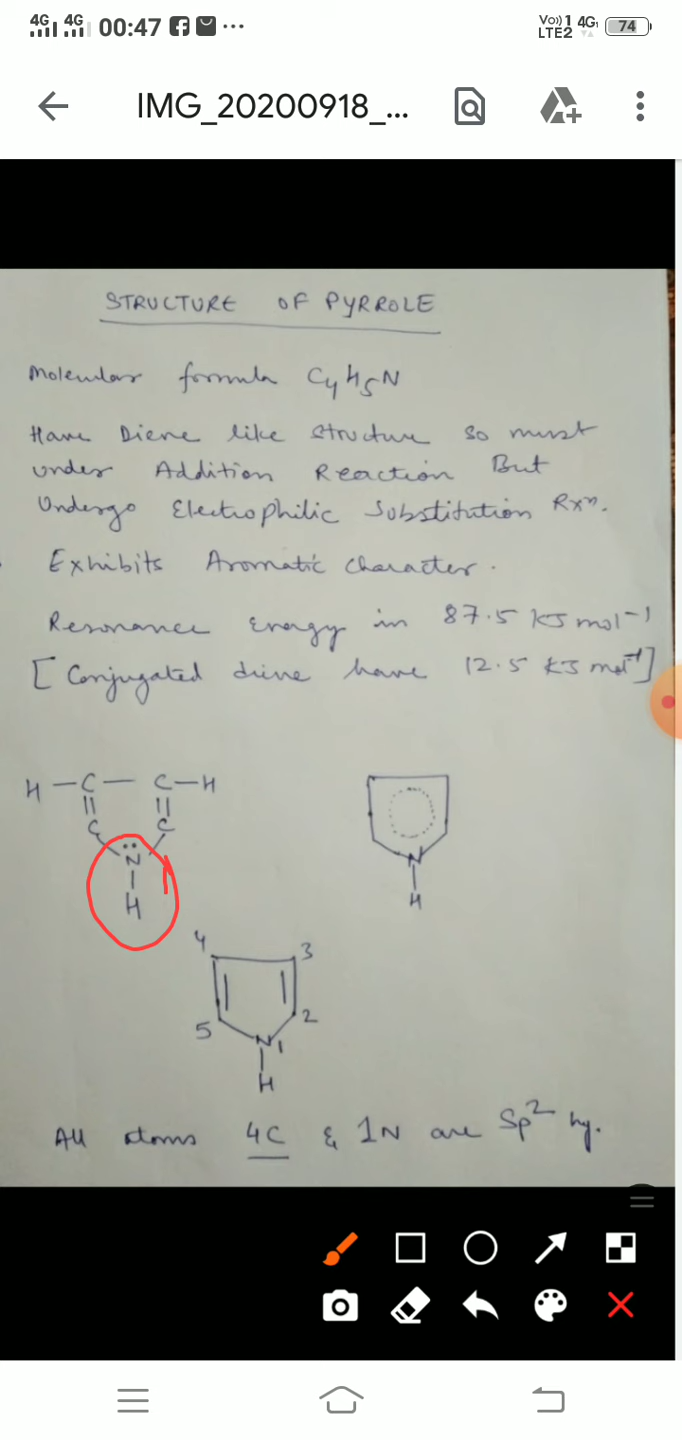 4G 4G 00:47 ... Vo)) 1 4G 74
LTE2
IMG_20200918_...
STRUCTURE OF PYRROLE
Molecular formula C4H5N
Have Diene like structure so must
under Addition Reaction But
Undergo Electrophilic Substitution Rxn.
Exhibits Aromatic character.
Resonance Energy in 87.5 KJ mol-1
[Conjugated diene have 12.5 KJ mol-1]
H – C – C – H
C C
N N
H H
4 3
5 2
N 1
H
All atoms 4C & 1N are Sp2 hy.